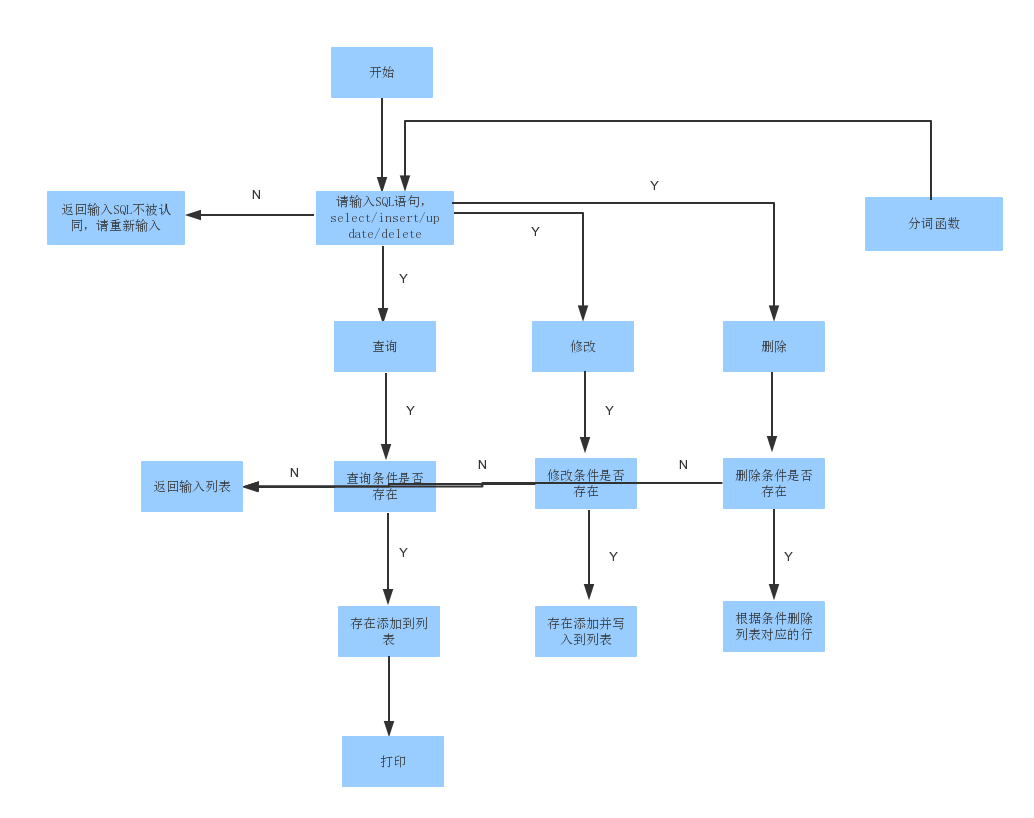 开始
Y
N
返回输入SQL不被认
同，请重新输入
请输入SQL语句，
select/insert/up
date/delete
分词函数
Y
Y
查询
修改
删除
Y
Y
N
N
N
返回输入列表
查询条件是否
存在
修改条件是否
存在
删除条件是否
存在
Y
Y
Y
存在添加到列
表
存在添加并写
入到列表
根据条件删除
列表对应的行
打印